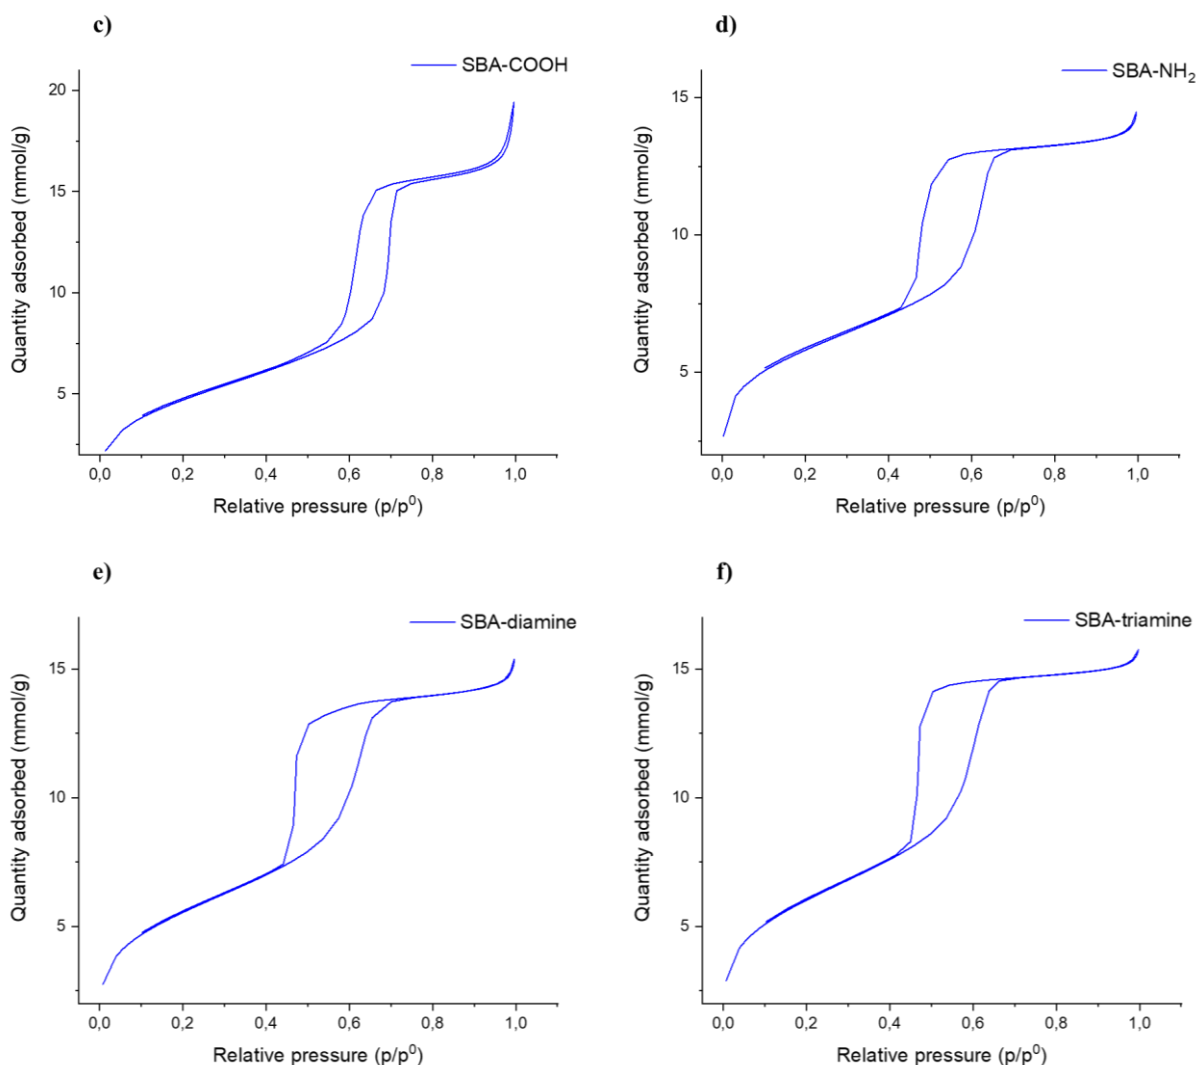 c)
SBA-COOH
Quantity adsorbed (mmol/g)
20
15
10
5
0,0 0,2 0,4 0,6 0,8 1,0
Relative pressure (p/p⁰)
d)
SBA-NH₂
Quantity adsorbed (mmol/g)
15
10
5
0,0 0,2 0,4 0,6 0,8 1,0
Relative pressure (p/p⁰)
e)
SBA-diamine
Quantity adsorbed (mmol/g)
15
10
5
0,0 0,2 0,4 0,6 0,8 1,0
Relative pressure (p/p⁰)
f)
SBA-triamine
Quantity adsorbed (mmol/g)
15
10
5
0,0 0,2 0,4 0,6 0,8 1,0
Relative pressure (p/p⁰)